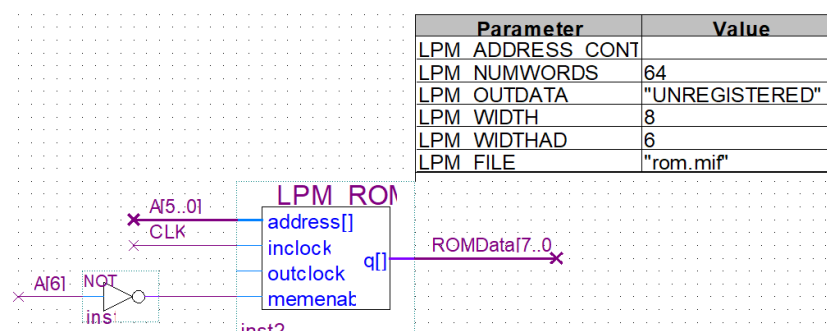 Parameter Value
LPM_ADDRESS_CONT
LPM_NUMWORDS 64
LPM_OUTDATA "UNREGISTERED"
LPM_WIDTH 8
LPM_WIDTHAD 6
LPM_FILE "rom.mif"
LPM_ROM
A[5..0]
address[]
CLK
inclock
ROMData[7..0
q[]
outclock
A[6]
NOT
memenab
inst
inst2